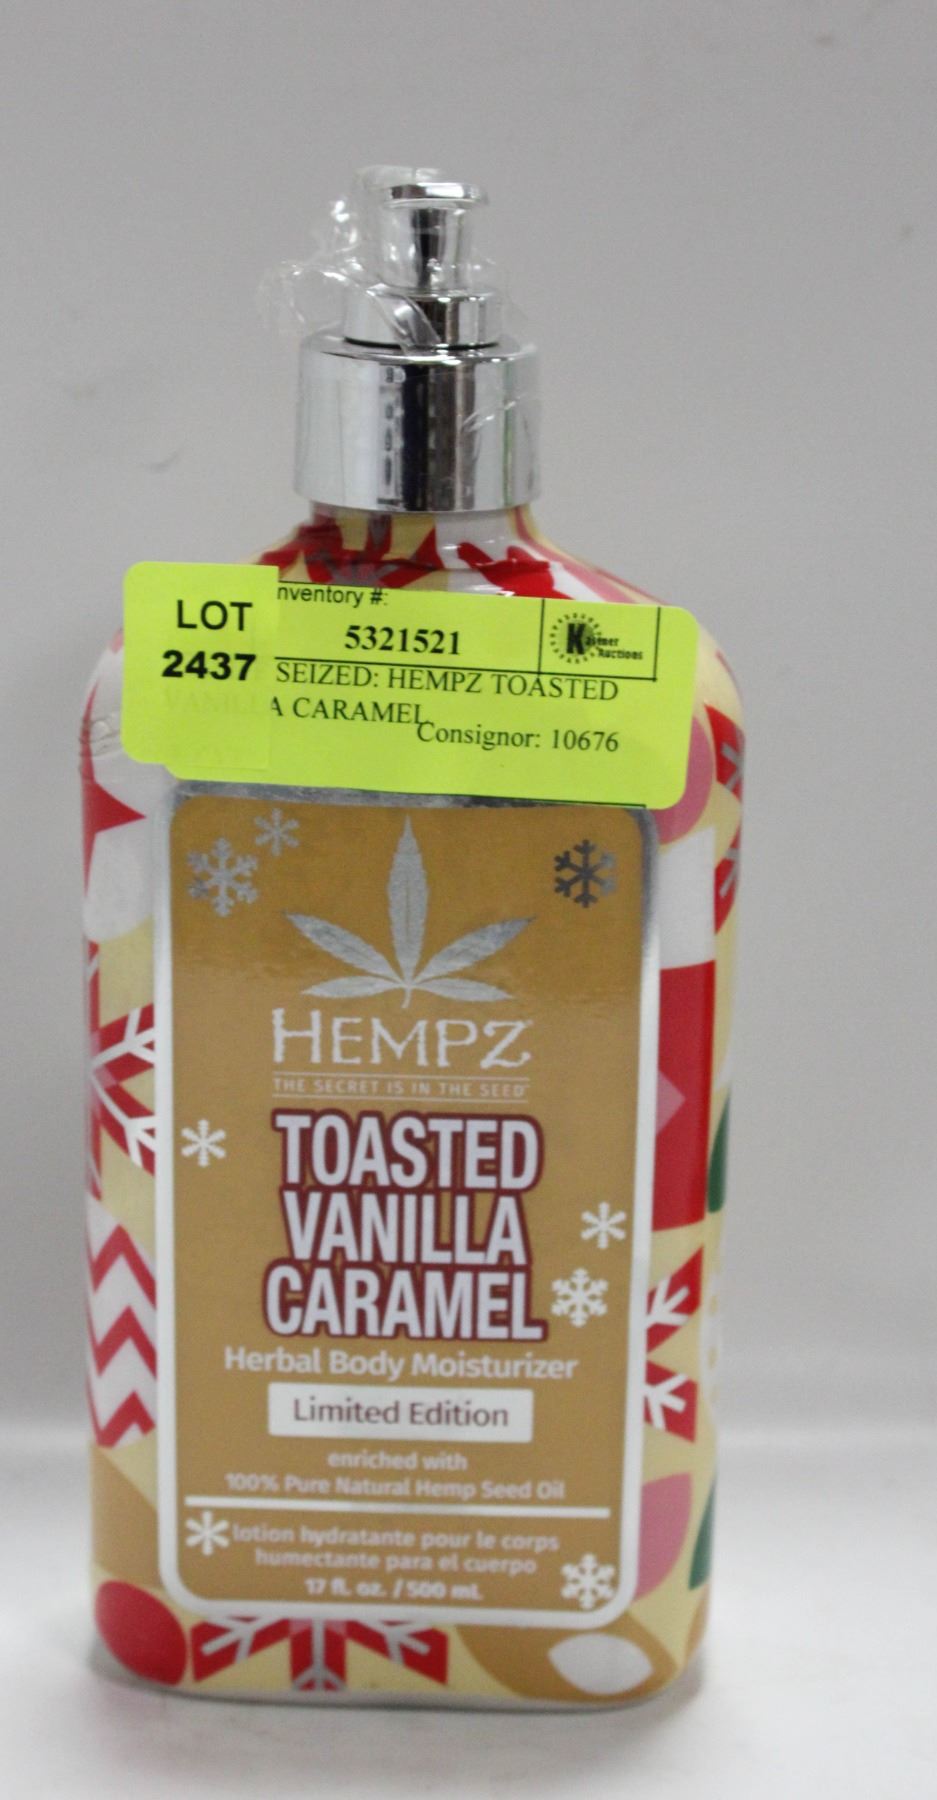 LOT
2437
nventory #:
5321521
K
Auctions
SEIZED: HEMPZ TOASTED
VANILLA CARAMEL
Consignor: 10676
HEMPZ
THE SECRET IS IN THE SEED
TOASTED
VANILLA
CARAMEL
Herbal Body Moisturizer
Limited Edition
enriched with
100% Pure Natural Hemp Seed Oil
lotion hydratante pour le corps
humectante para el cuerpo
17 fl. oz. / 500 mL